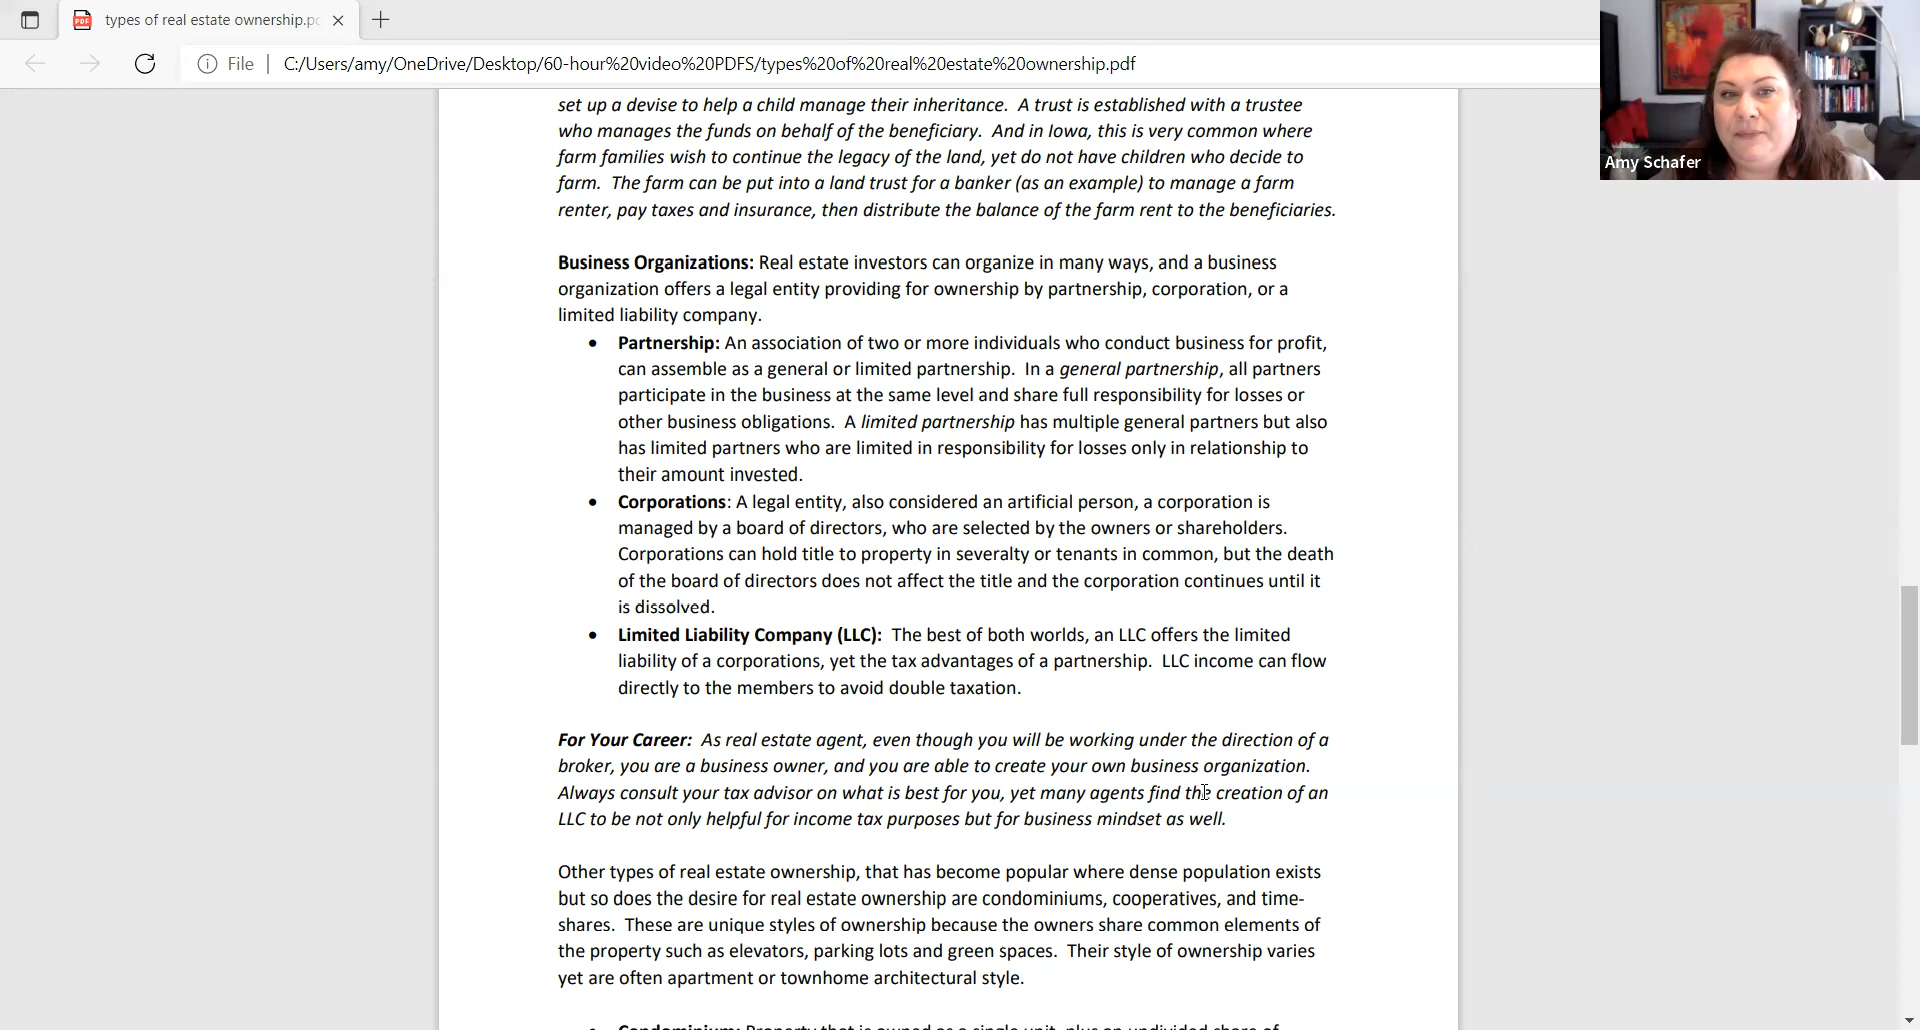 types of real estate ownership.p
File
C:/Users/amy/OneDrive/Desktop/60-hour%20video%20PDFS/types%20of%20real%20estate%20ownership.pdf
Amy Schafer
set up a devise to help a child manage their inheritance. A trust is established with a trustee
who manages the funds on behalf of the beneficiary. And in Iowa, this is very common where
farm families wish to continue the legacy of the land, yet do not have children who decide to
farm. The farm can be put into a land trust for a banker (as an example) to manage a farm
renter, pay taxes and insurance, then distribute the balance of the farm rent to the beneficiaries.
Business Organizations: Real estate investors can organize in many ways, and a business
organization offers a legal entity providing for ownership by partnership, corporation, or a
limited liability company.
• Partnership: An association of two or more individuals who conduct business for profit,
can assemble as a general or limited partnership. In a general partnership, all partners
participate in the business at the same level and share full responsibility for losses or
other business obligations. A limited partnership has multiple general partners but also
has limited partners who are limited in responsibility for losses only in relationship to
their amount invested.
• Corporations: A legal entity, also considered an artificial person, a corporation is
managed by a board of directors, who are selected by the owners or shareholders.
Corporations can hold title to property in severalty or tenants in common, but the death
of the board of directors does not affect the title and the corporation continues until it
is dissolved.
• Limited Liability Company (LLC): The best of both worlds, an LLC offers the limited
liability of a corporations, yet the tax advantages of a partnership. LLC income can flow
directly to the members to avoid double taxation.
For Your Career: As real estate agent, even though you will be working under the direction of a
broker, you are a business owner, and you are able to create your own business organization.
Always consult your tax advisor on what is best for you, yet many agents find the creation of an
LLC to be not only helpful for income tax purposes but for business mindset as well.
Other types of real estate ownership, that has become popular where dense population exists
but so does the desire for real estate ownership are condominiums, cooperatives, and time-
shares. These are unique styles of ownership because the owners share common elements of
the property such as elevators, parking lots and green spaces. Their style of ownership varies
yet are often apartment or townhome architectural style.
• Condominium: Property that is owned as a single unit, plus an undivided share of